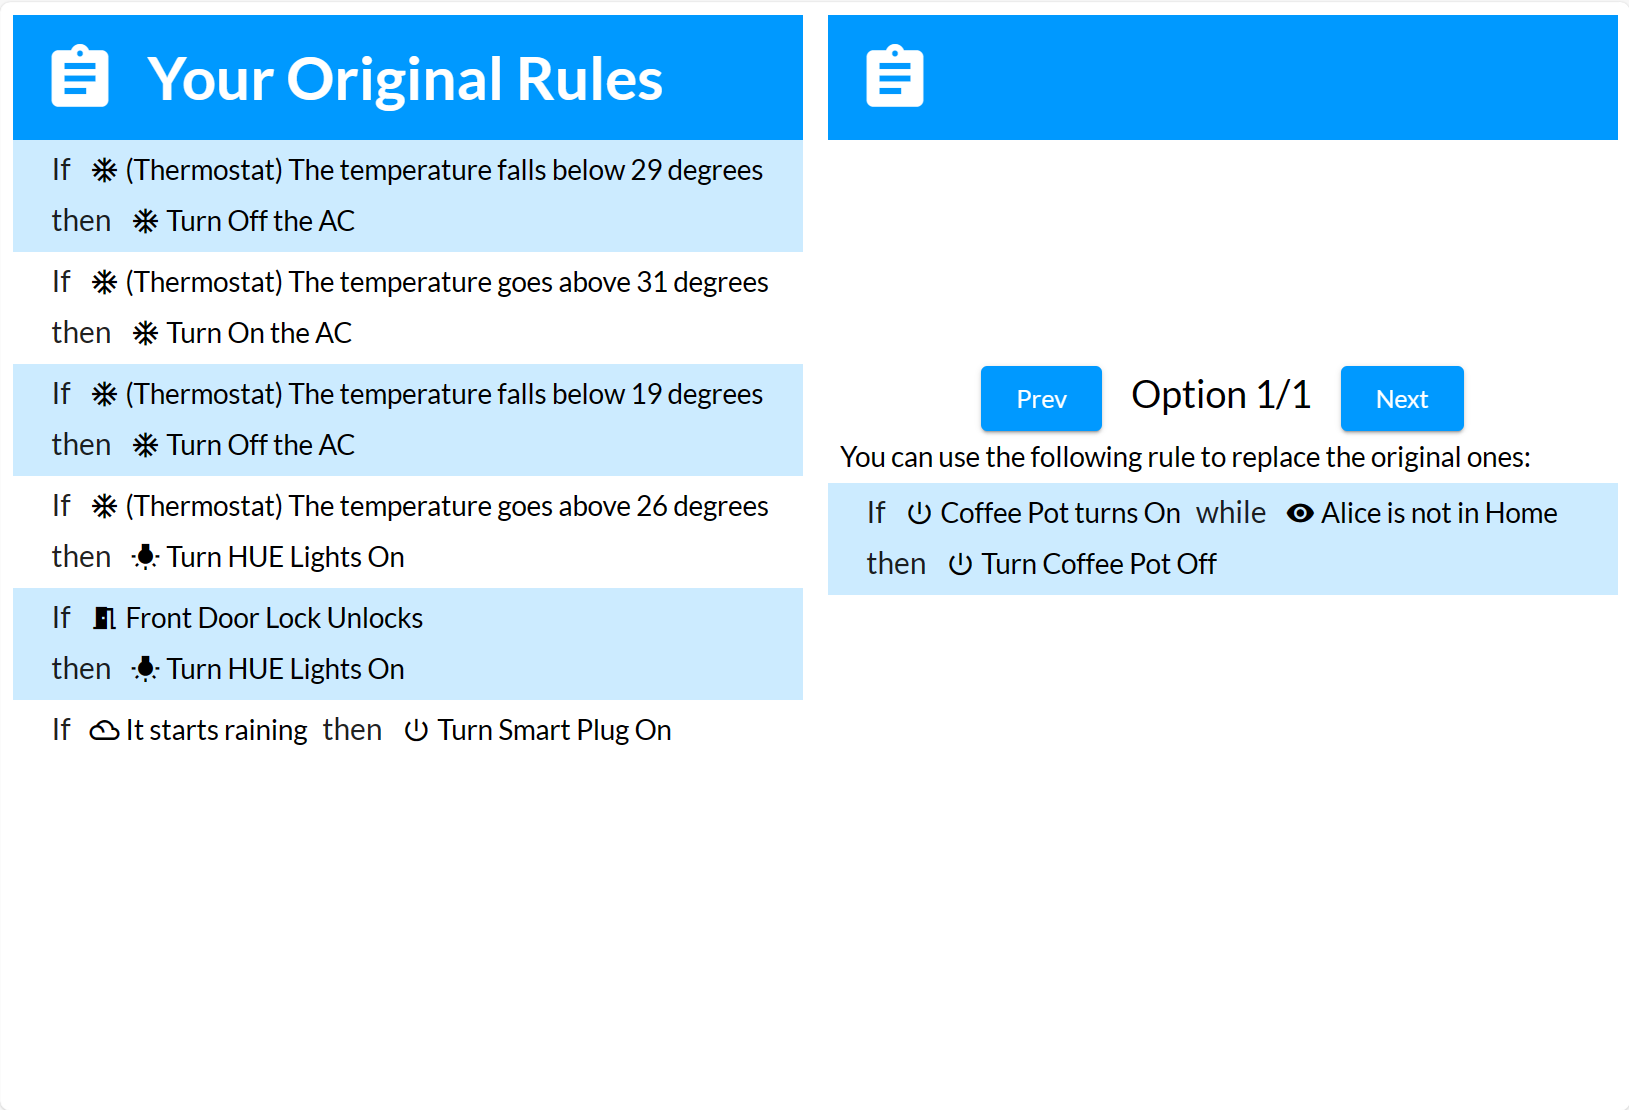 Your Original Rules
If (Thermostat) The temperature falls below 29 degrees
then Turn Off the AC
If (Thermostat) The temperature goes above 31 degrees
then Turn On the AC
If (Thermostat) The temperature falls below 19 degrees
then Turn Off the AC
If (Thermostat) The temperature goes above 26 degrees
then Turn HUE Lights On
If Front Door Lock Unlocks
then Turn HUE Lights On
If It starts raining then Turn Smart Plug On
Prev Option 1/1 Next
You can use the following rule to replace the original ones:
If Coffee Pot turns On while Alice is not in Home
then Turn Coffee Pot Off